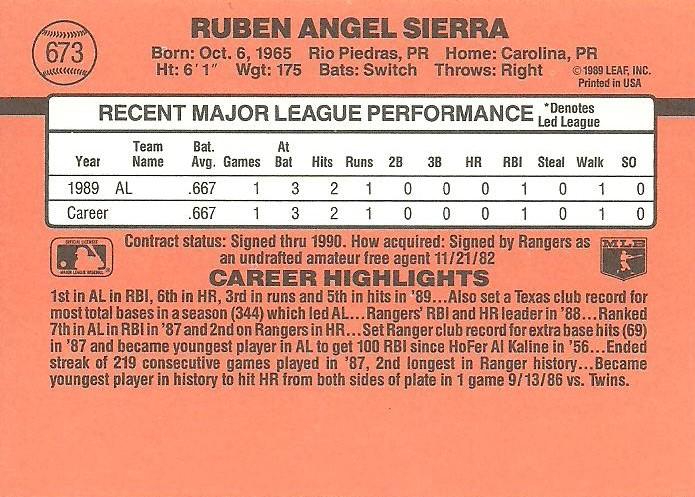 673
RUBEN ANGEL SIERRA
Born: Oct. 6, 1965 Rio Piedras, PR Home: Carolina, PR
Ht: 6' 1" Wgt: 175 Bats: Switch Throws: Right
© 1989 LEAF, INC.
Printed in USA
RECENT MAJOR LEAGUE PERFORMANCE *Denotes Led League
Year Team Name Bat. Avg. Games At Bat Hits Runs 2B 3B HR RBI Steal Walk SO
1989 AL .667 1 3 2 1 0 0 0 1 0 1 0
Career .667 1 3 2 1 0 0 0 1 0 1 0
OFFICIAL LICENSEE
MAJOR LEAGUE BASEBALL
Contract status: Signed thru 1990. How acquired: Signed by Rangers as
an undrafted amateur free agent 11/21/82
MLB
CAREER HIGHLIGHTS
1st in AL in RBI, 6th in HR, 3rd in runs and 5th in hits in '89...Also set a Texas club record for
most total bases in a season (344) which led AL...Rangers' RBI and HR leader in '88...Ranked
7th in AL in RBI in '87 and 2nd on Rangers in HR...Set Ranger club record for extra base hits (69)
in '87 and became youngest player in AL to get 100 RBI since HoFer Al Kaline in '56...Ended
streak of 219 consecutive games played in '87, 2nd longest in Ranger history...Became
youngest player in history to hit HR from both sides of plate in 1 game 9/13/86 vs. Twins.